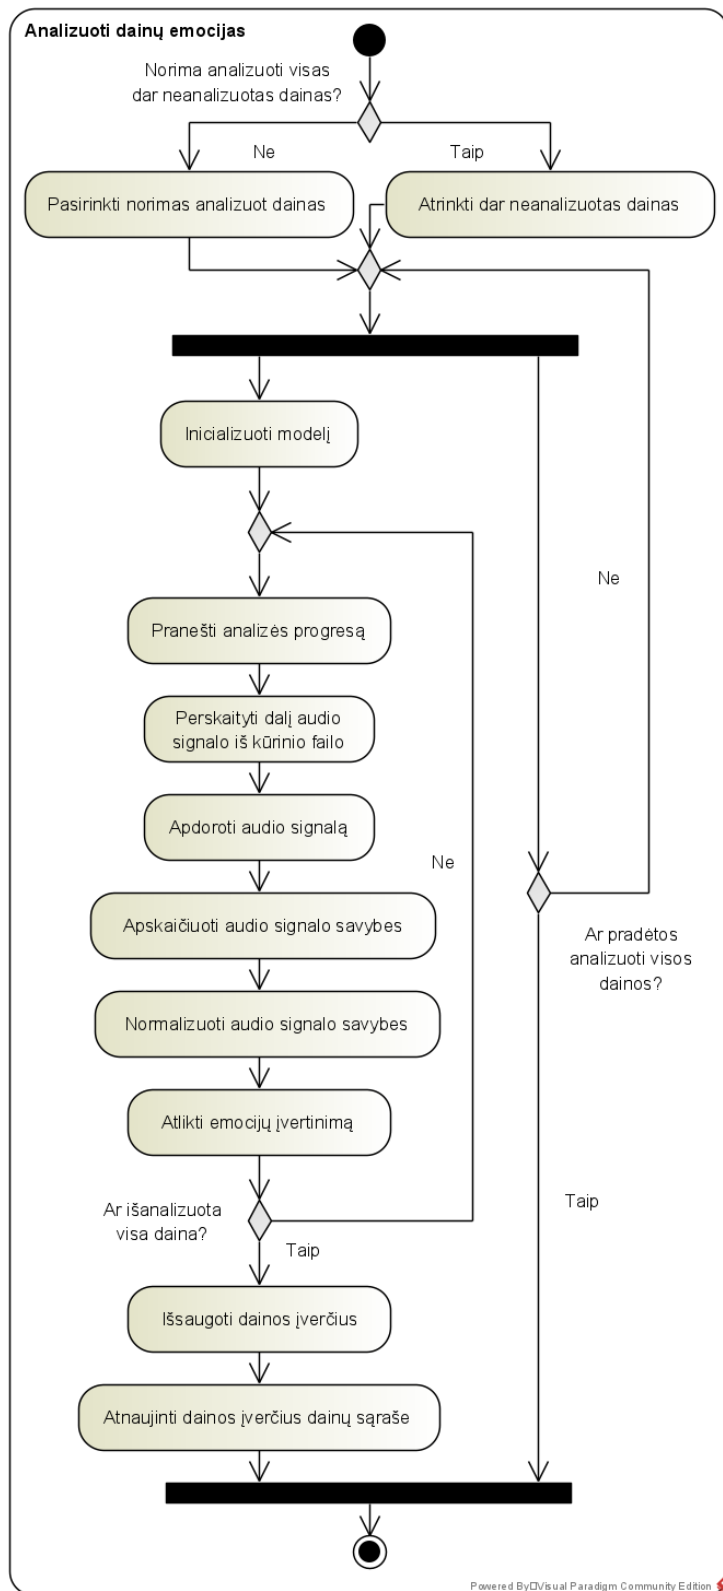 Analizuoti dainų emocijas
Norima analizuoti visas
dar neanalizuotas dainas?
Ne
Taip
Pasirinkti norimas analizuot dainas
Atrinkti dar neanalizuotas dainas
Inicializuoti modelį
Ne
Pranešti analizės progresą
Perskaityti dalį audio
signalo iš kūrinio failo
Apdoroti audio signalą
Ne
Apskaičiuoti audio signalo savybes
Ar pradėtos
analizuoti visos
dainos?
Normalizuoti audio signalo savybes
Atlikti emocijų įvertinimą
Ar išanalizuota
visa daina?
Taip
Taip
Išsaugoti dainos įverčius
Atnaujinti dainos įverčius dainų sąraše
Powered By□Visual Paradigm Community Edition